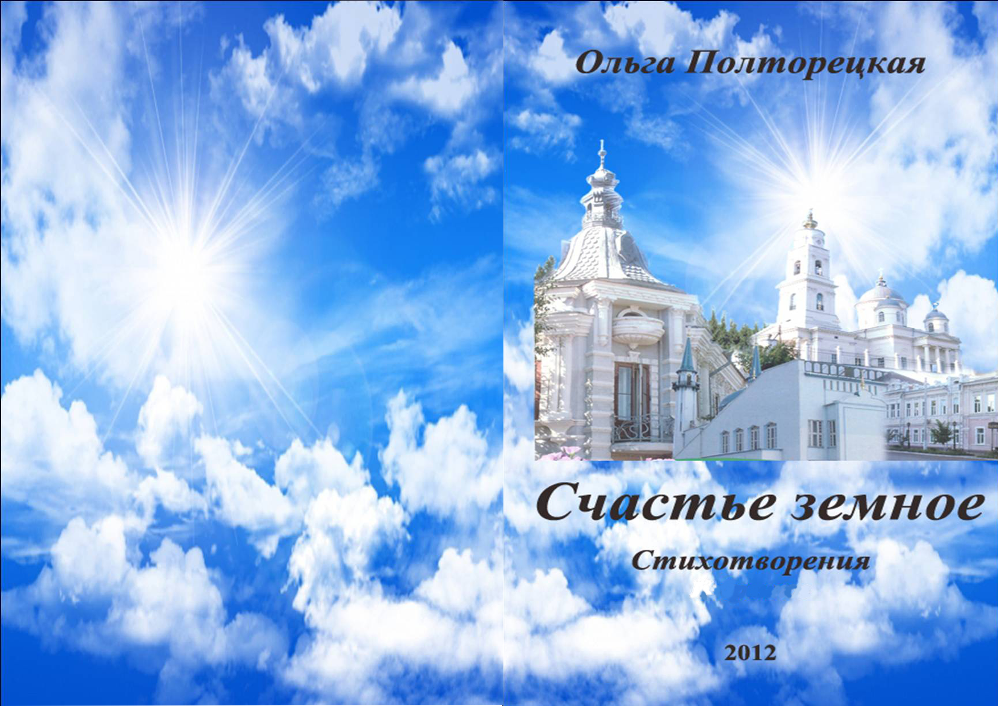 Ольга Полторецкая
Счастье земное
Стихотворения
2012